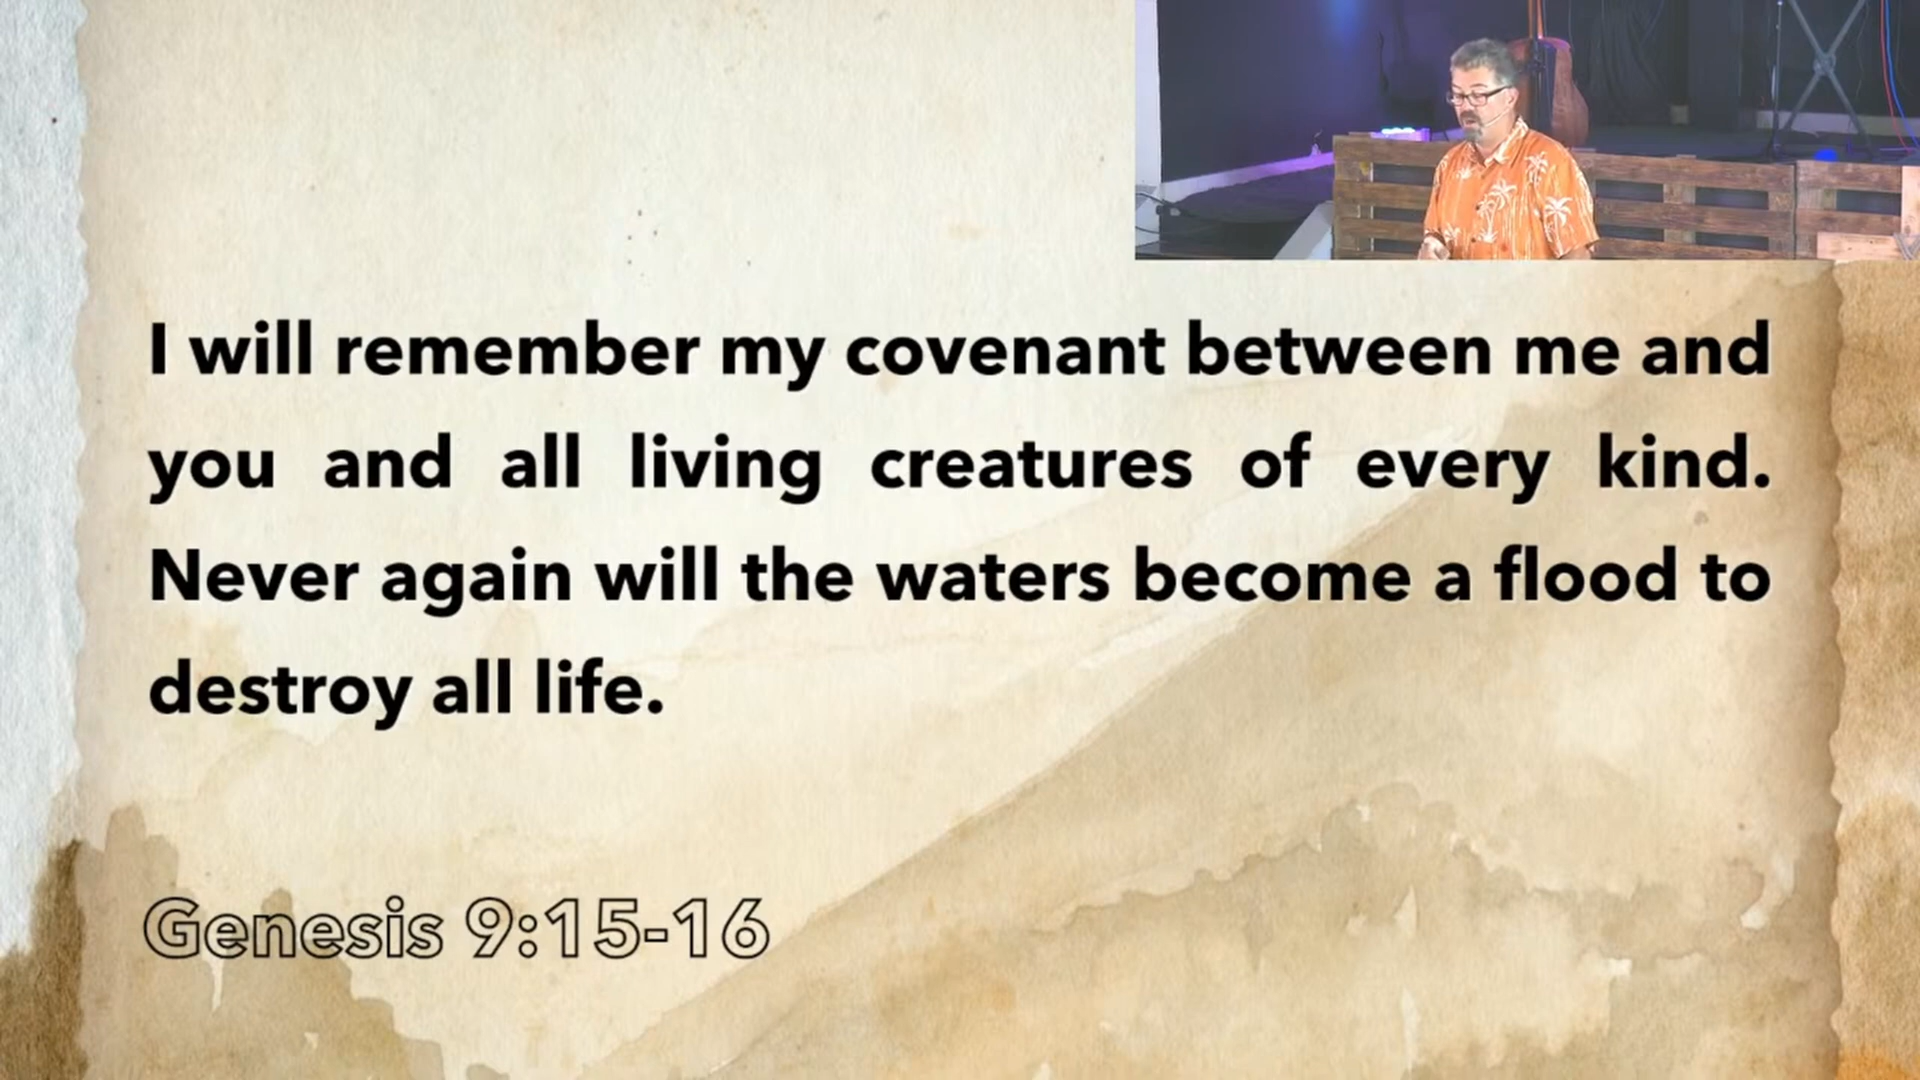 I will remember my covenant between me and
you and all living creatures of every kind.
Never again will the waters become a flood to
destroy all life.
Genesis 9:15-16